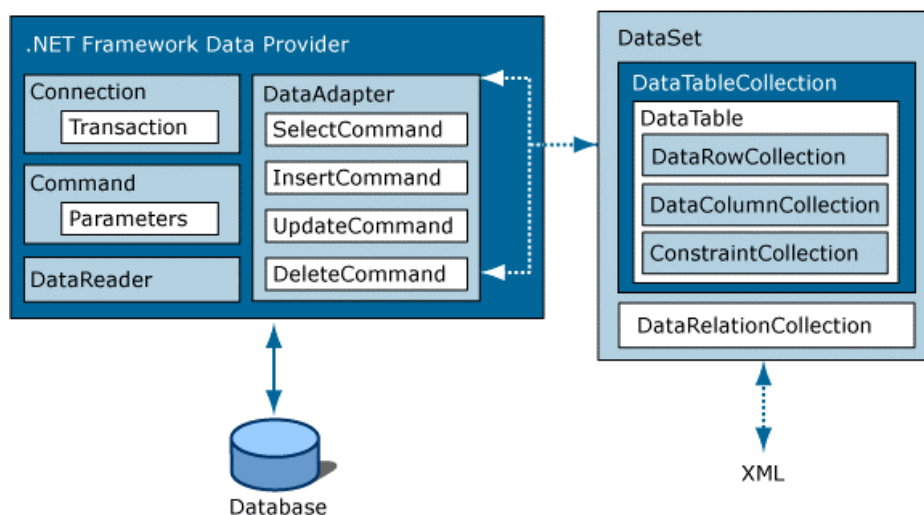 .NET Framework Data Provider
Connection
Transaction
Command
Parameters
DataReader
DataAdapter
SelectCommand
InsertCommand
UpdateCommand
DeleteCommand
Database
DataSet
DataTableCollection
DataTable
DataRowCollection
DataColumnCollection
ConstraintCollection
DataRelationCollection
XML